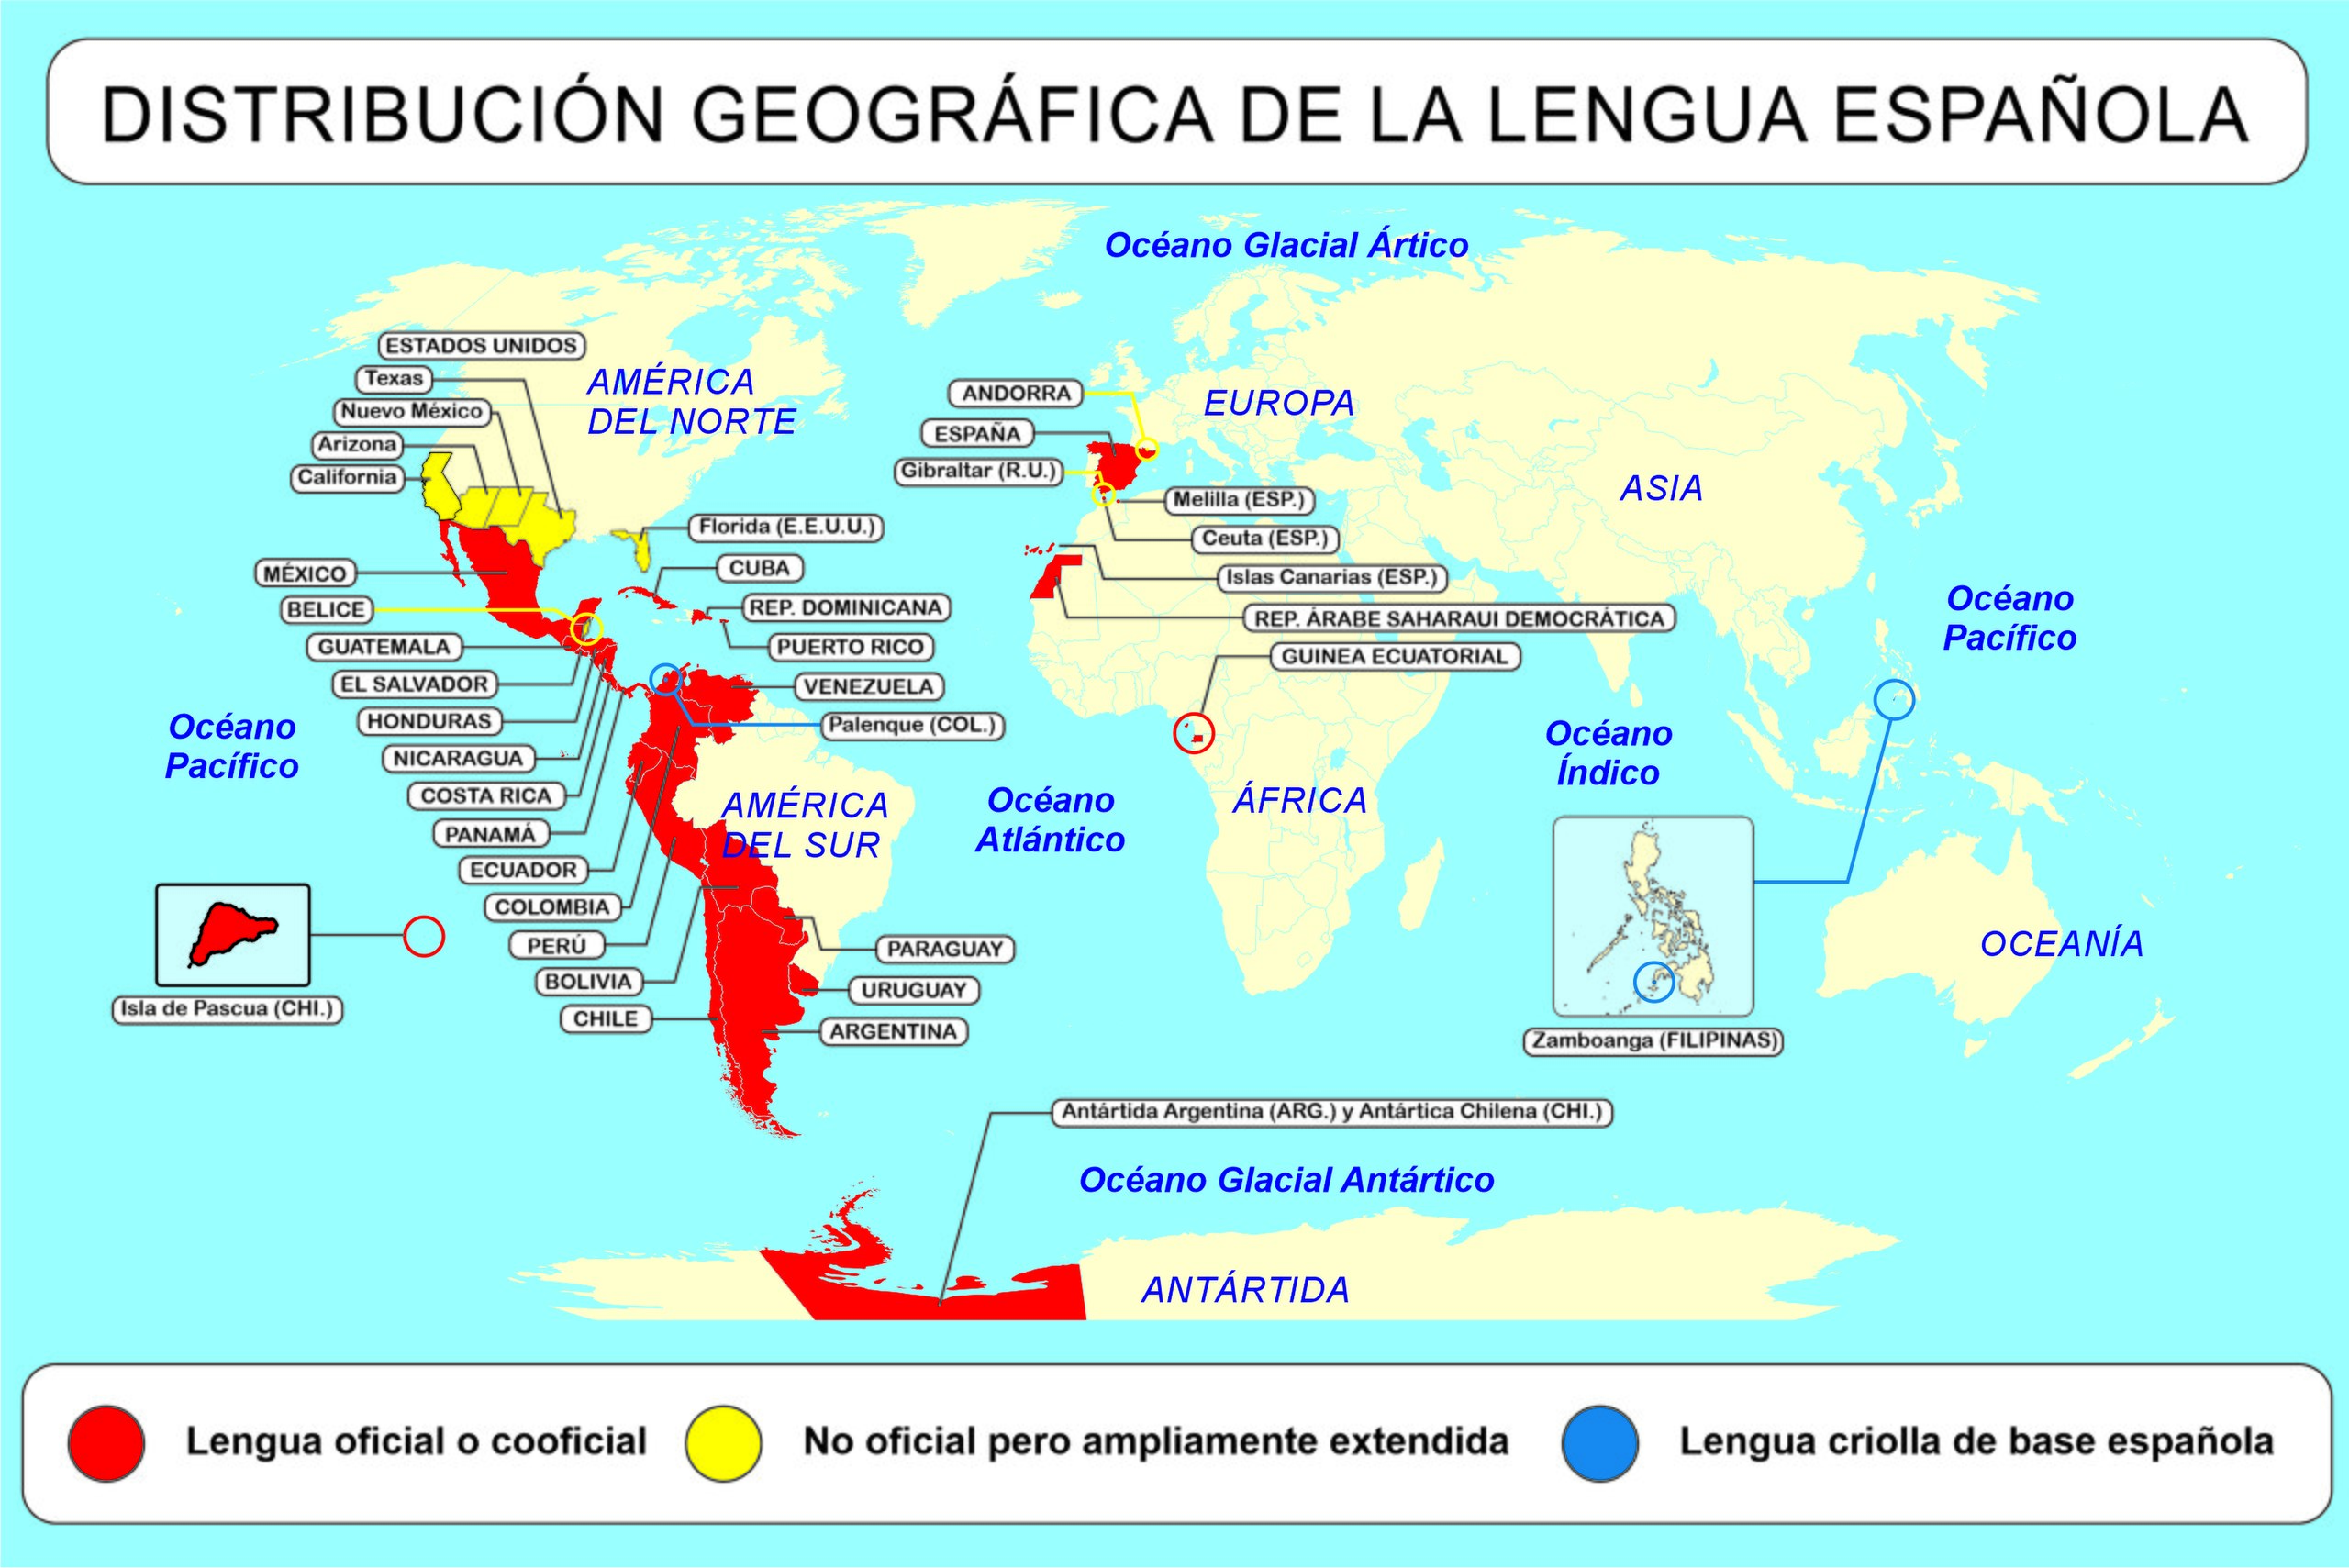 DISTRIBUCIÓN GEOGRÁFICA DE LA LENGUA ESPAÑOLA
Océano Glacial Ártico
ESTADOS UNIDOS
Texas
Nuevo México
Arizona
California
AMÉRICA
DEL NORTE
Florida (E.E.U.U.)
CUBA
REP. DOMINICANA
PUERTO RICO
VENEZUELA
Palenque (COL.)
MÉXICO
BELICE
GUATEMALA
EL SALVADOR
HONDURAS
NICARAGUA
COSTA RICA
PANAMÁ
ECUADOR
COLOMBIA
PERÚ
BOLIVIA
CHILE
AMÉRICA
DEL SUR
PARAGUAY
URUGUAY
ARGENTINA
Océano
Pacífico
Isla de Pascua (CHI.)
ANDORRA
ESPAÑA
Gibraltar (R.U.)
EUROPA
Melilla (ESP.)
Ceuta (ESP.)
Islas Canarias (ESP.)
REP. ÁRABE SAHARAUI DEMOCRÁTICA
GUINEA ECUATORIAL
ASIA
Océano
Pacífico
Océano
Índico
Océano
Atlántico
ÁFRICA
OCEANÍA
Zamboanga (FILIPINAS)
Antártida Argentina (ARG.) y Antártica Chilena (CHI.)
Océano Glacial Antártico
ANTÁRTIDA
Lengua oficial o cooficial
No oficial pero ampliamente extendida
Lengua criolla de base española